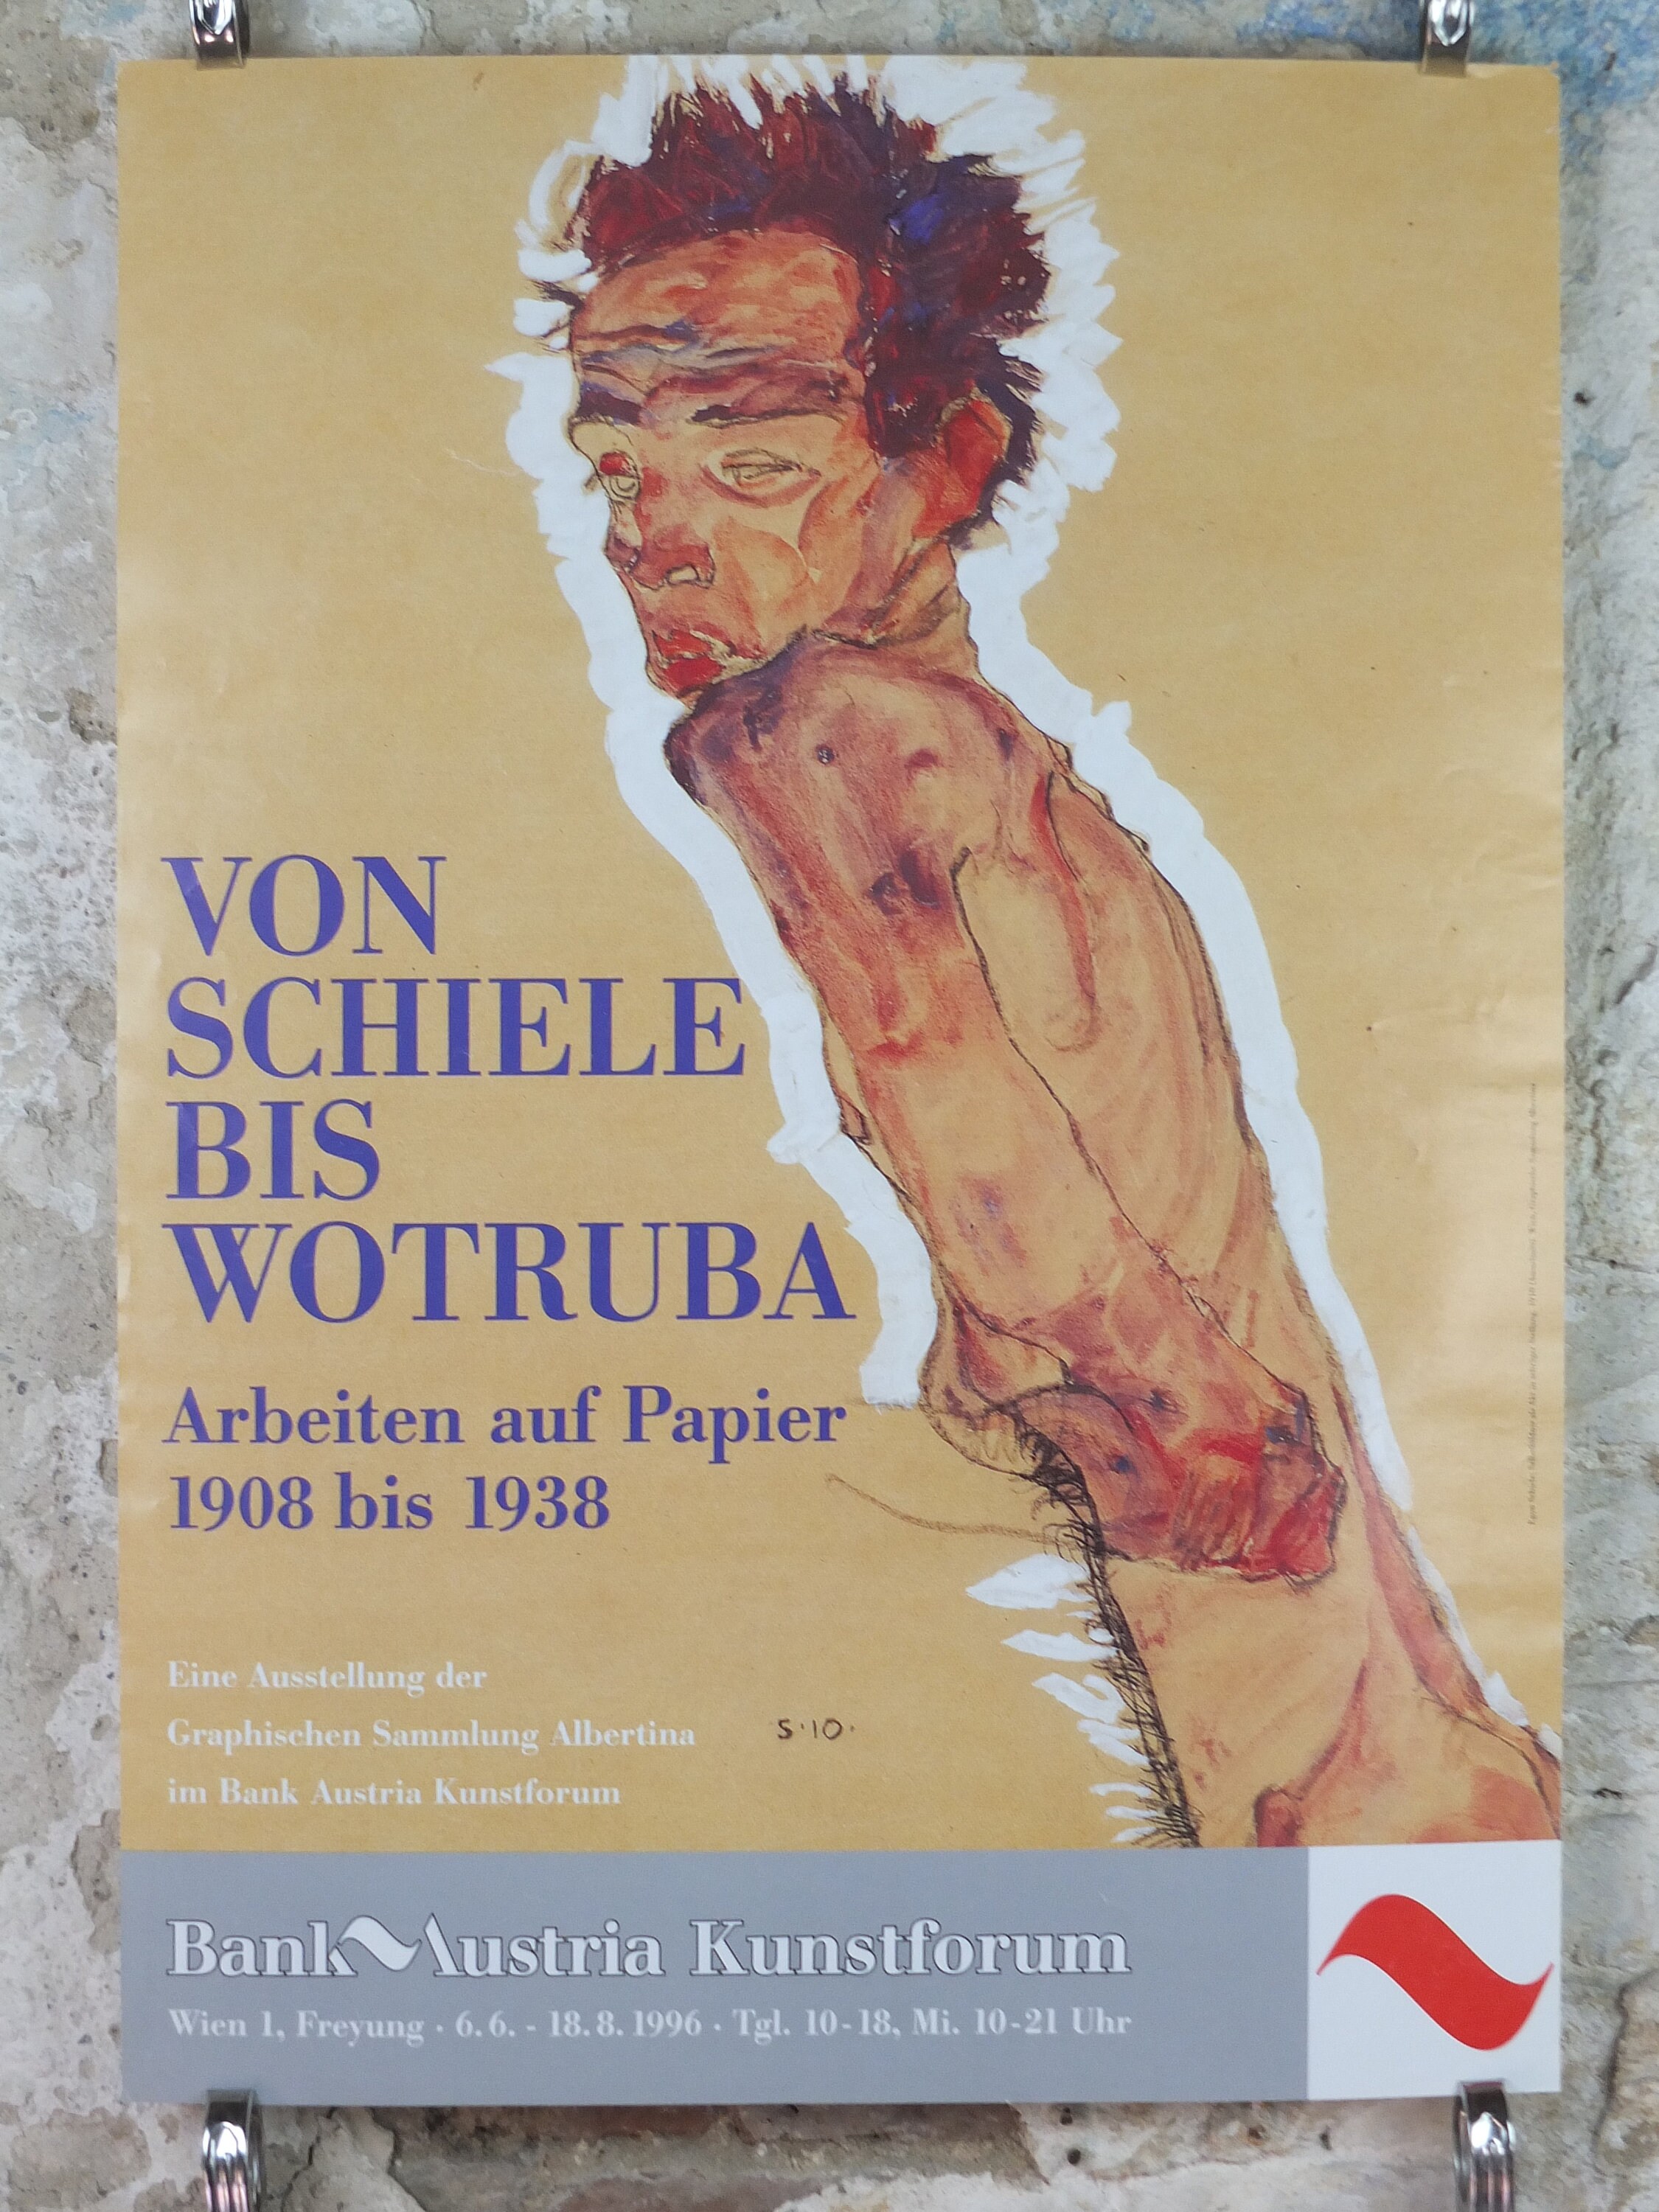 VON
SCHIELE
BIS
WOTRUBA
Arbeiten auf Papier
1908 bis 1938
Eine Ausstellung der
Graphischen Sammlung Albertina
im Bank Austria Kunstforum
S·10·
Bank Austria Kunstforum
Wien 1, Freyung · 6. 6. - 18. 8. 1996 · Tgl. 10-18, Mi. 10-21 Uhr